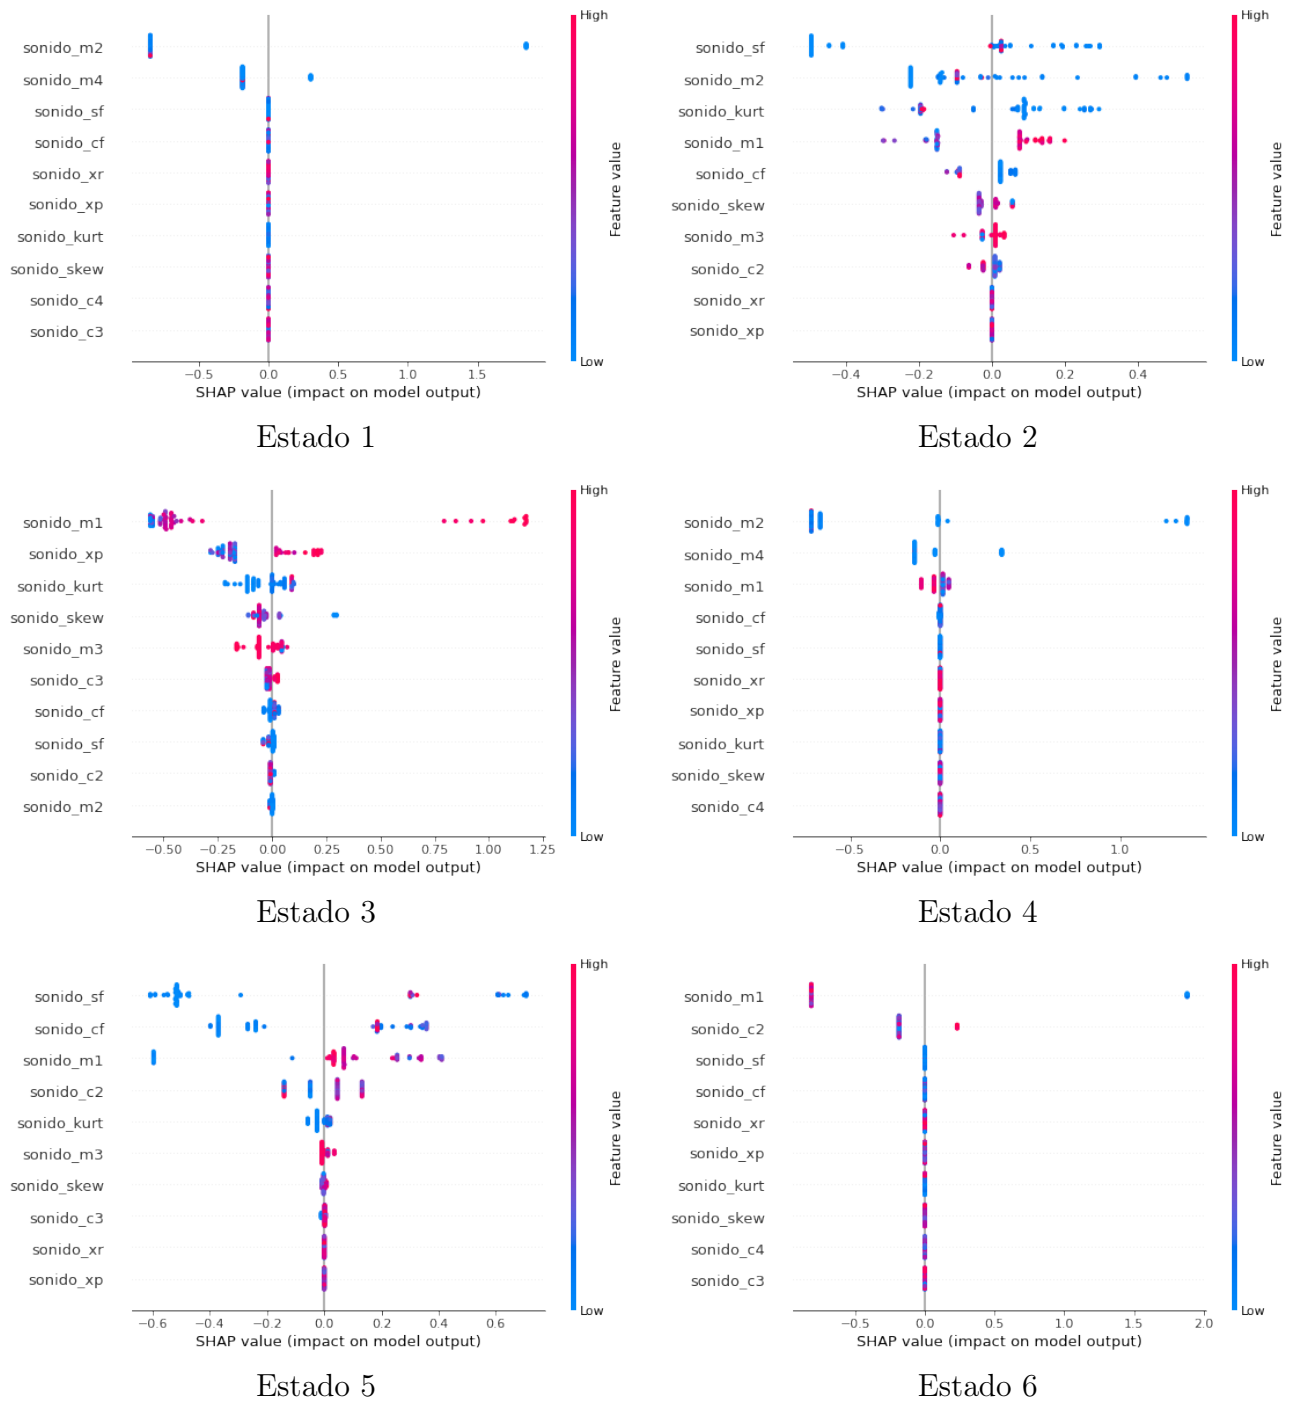 High
sonido_m2
sonido_m4
sonido_sf
sonido_cf
sonido_xr
sonido_xp
sonido_kurt
sonido_skew
sonido_c4
sonido_c3
Low
Feature value
−0.5 0.0 0.5 1.0 1.5
SHAP value (impact on model output)
Estado 1
High
sonido_sf
sonido_m2
sonido_kurt
sonido_m1
sonido_cf
sonido_skew
sonido_m3
sonido_c2
sonido_xr
sonido_xp
Low
Feature value
−0.4 −0.2 0.0 0.2 0.4
SHAP value (impact on model output)
Estado 2
High
sonido_m1
sonido_xp
sonido_kurt
sonido_skew
sonido_m3
sonido_c3
sonido_cf
sonido_sf
sonido_c2
sonido_m2
Low
Feature value
−0.50 −0.25 0.00 0.25 0.50 0.75 1.00 1.25
SHAP value (impact on model output)
Estado 3
High
sonido_m2
sonido_m4
sonido_m1
sonido_cf
sonido_sf
sonido_xr
sonido_xp
sonido_kurt
sonido_skew
sonido_c4
Low
Feature value
−0.5 0.0 0.5 1.0
SHAP value (impact on model output)
Estado 4
High
sonido_sf
sonido_cf
sonido_m1
sonido_c2
sonido_kurt
sonido_m3
sonido_skew
sonido_c3
sonido_xr
sonido_xp
Low
Feature value
−0.6 −0.4 −0.2 0.0 0.2 0.4 0.6
SHAP value (impact on model output)
Estado 5
High
sonido_m1
sonido_c2
sonido_sf
sonido_cf
sonido_xr
sonido_xp
sonido_kurt
sonido_skew
sonido_c4
sonido_c3
Low
Feature value
−0.5 0.0 0.5 1.0 1.5 2.0
SHAP value (impact on model output)
Estado 6